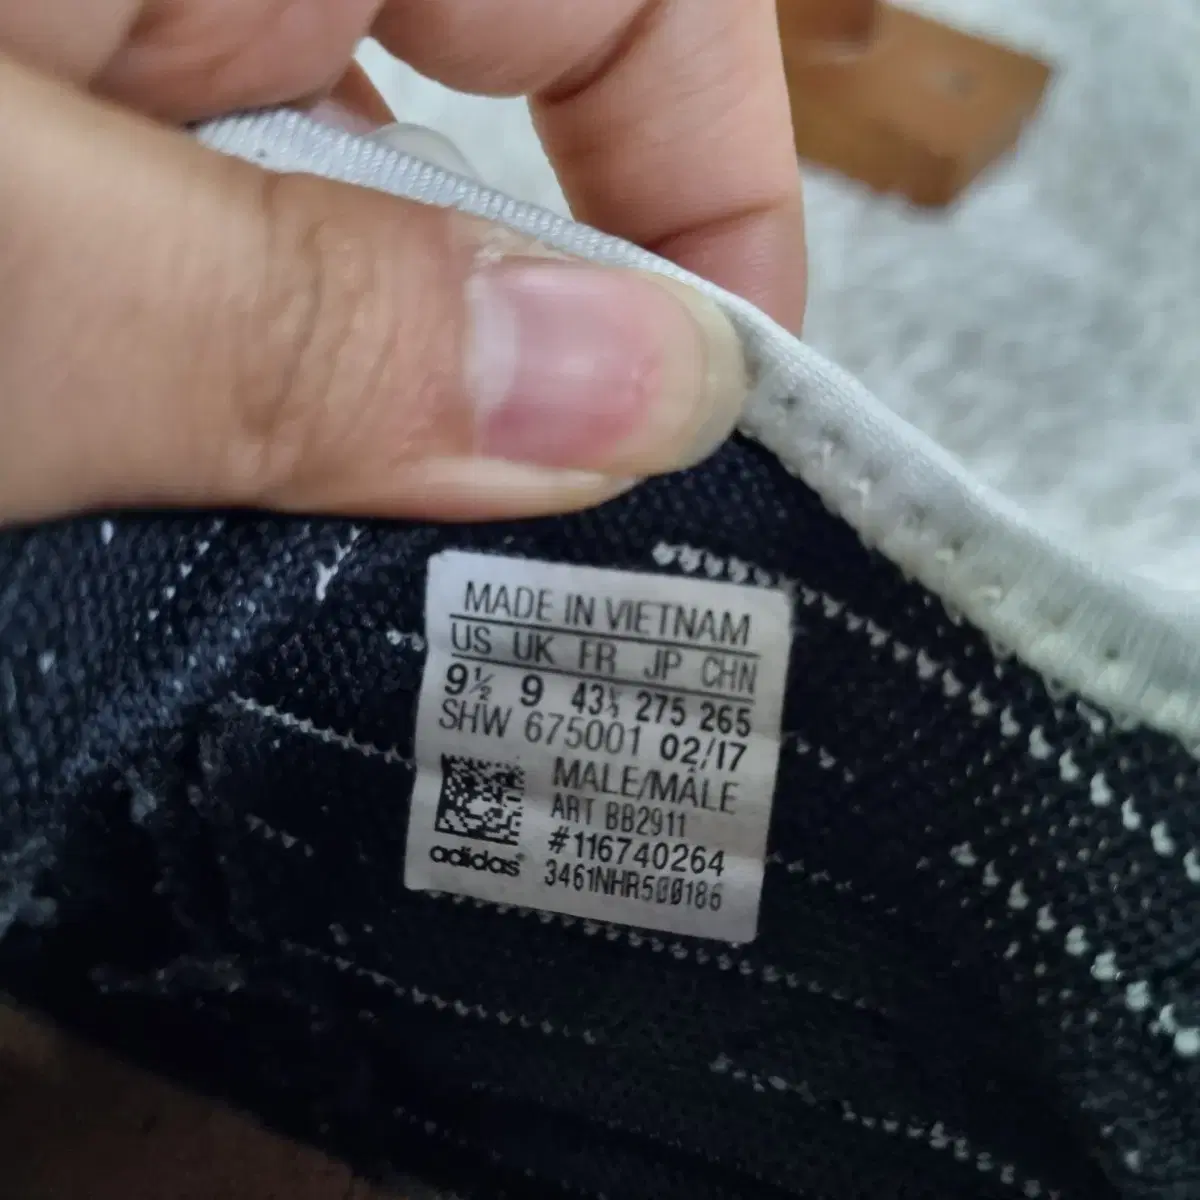 MADE IN VIETNAM
US UK FR JP CHN
9½ 9 43⅓ 275 265
SHW 675001 02/17
MALE/MÂLE
ART BB2911
#116740264
adidas®
3461NHR500186